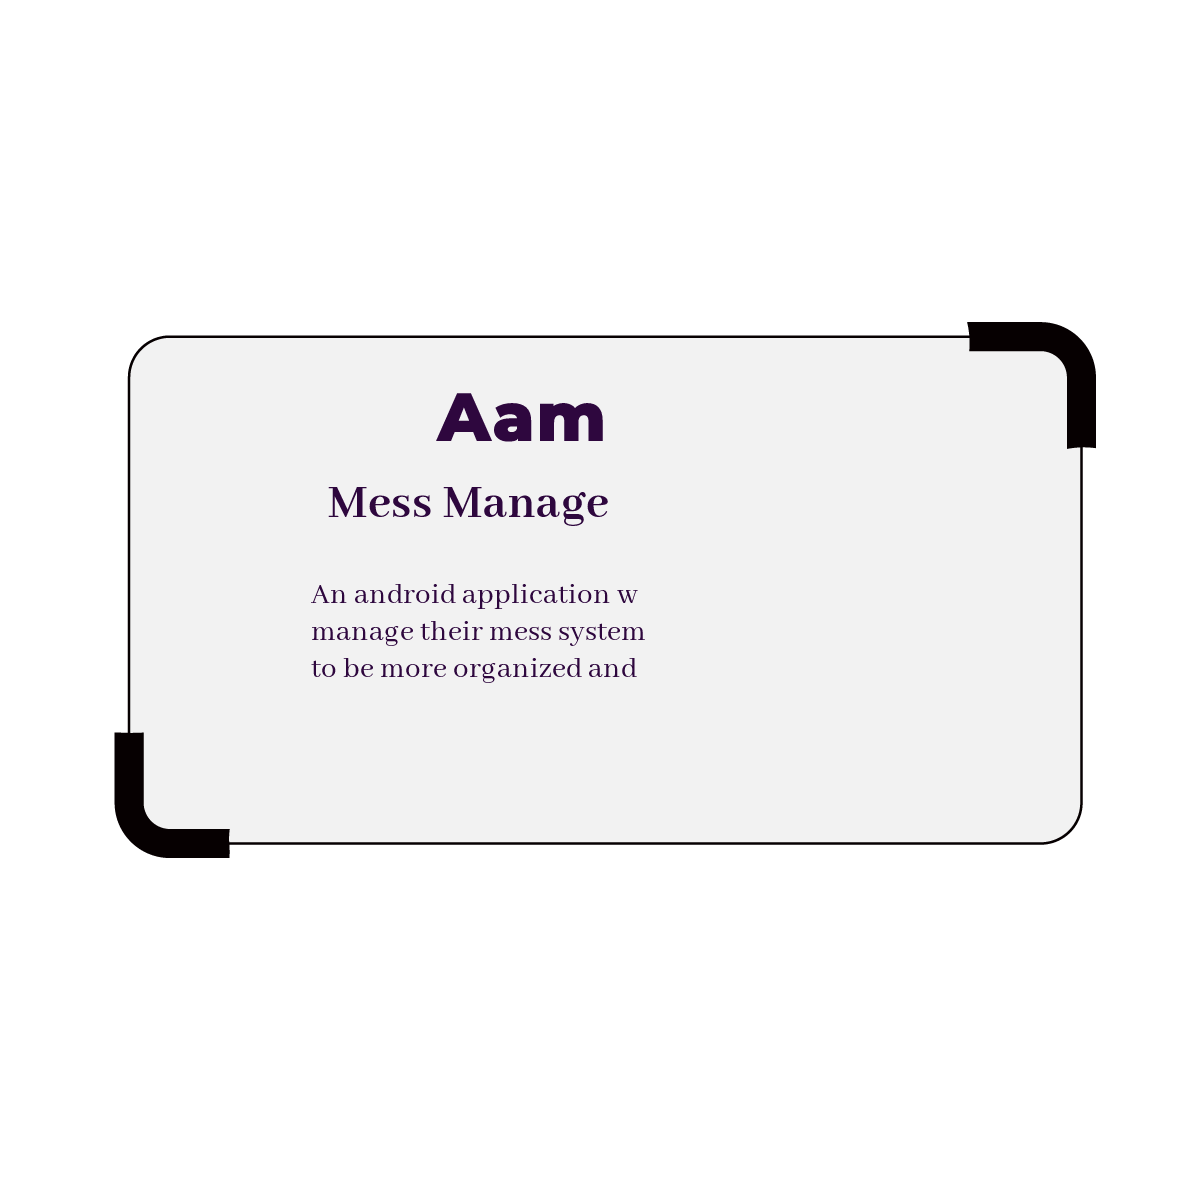 Aam
Mess Manage
An android application w
manage their mess system
to be more organized and